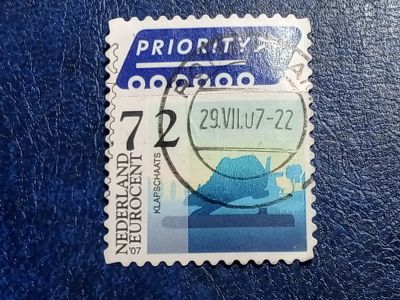 PRIORITY
72
NEDERLAND
EUROCENT
KLAPSCHAATS
'07
29.VII.07-22